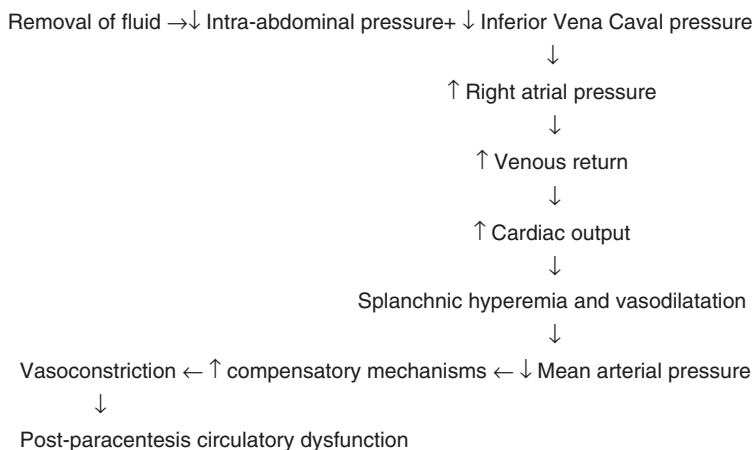 Removal of fluid →↓ Intra-abdominal pressure+ ↓ Inferior Vena Caval pressure
↓
↑ Right atrial pressure
↓
↑ Venous return
↓
↑ Cardiac output
↓
Splanchnic hyperemia and vasodilatation
↓
Vasoconstriction ← ↑ compensatory mechanisms ← ↓ Mean arterial pressure
↓
Post-paracentesis circulatory dysfunction